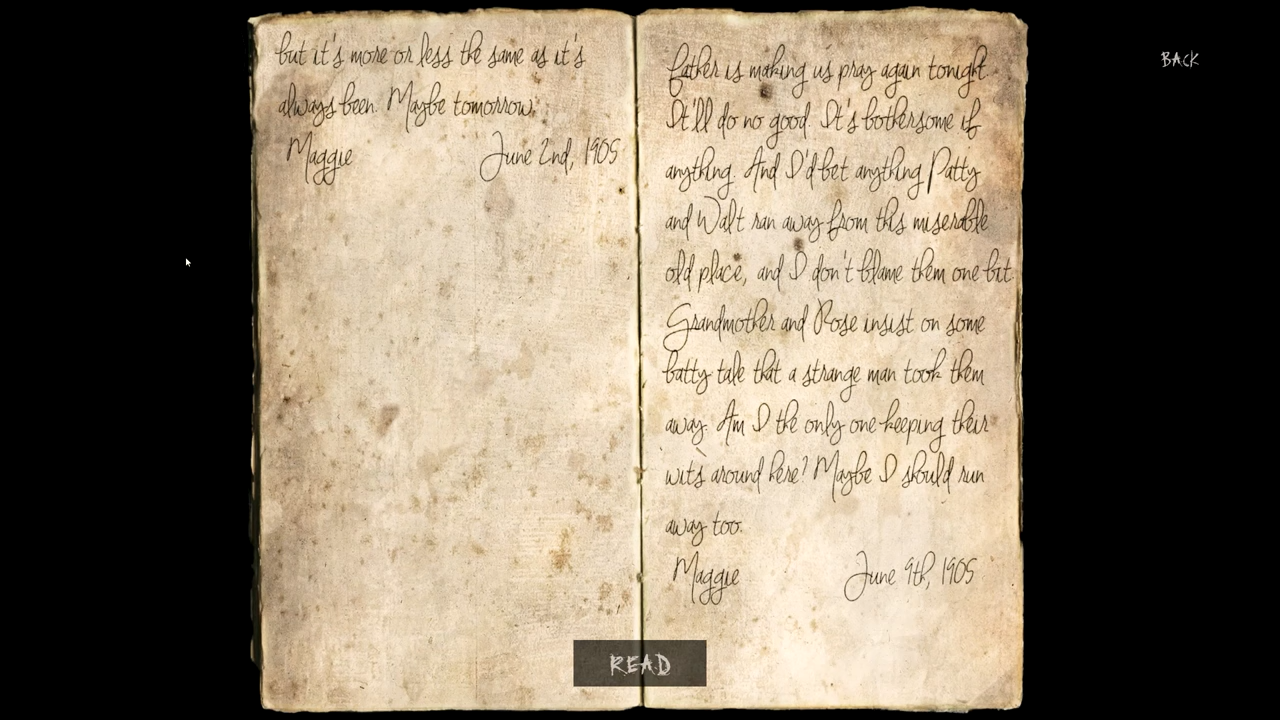 but it's more or less the same as it's
always been. Maybe tomorrow.
Maggie June 2nd, 1905
Father is making us pray again tonight.
It'll do no good. It's bothersome if
anything. And I'd bet anything Patty
and Walt ran away from this miserable
old place, and I don't blame them one bit.
Grandmother and Rose insist on some
batty tale that a strange man took them
away. Am I the only one keeping their
wits around here? Maybe I should run
away too.
Maggie June 9th, 1905
BACK
READ